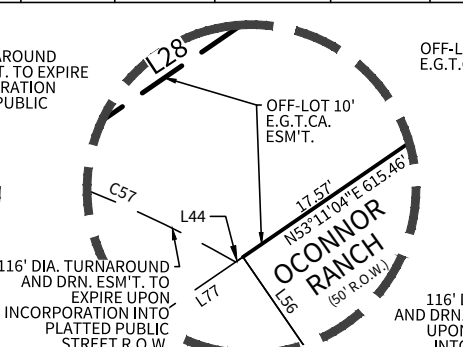 AROUND
T. TO EXPIRE
RATION
PUBLIC
L28
OFF-L
E.G.T.C
OFF-LOT 10'
E.G.T.CA.
ESM'T.
C57
L44
17.57'
N53°11'04"E 615.46'
OCONNOR
RANCH
(50' R.O.W.)
L56
L77
116' DIA. TURNAROUND
AND DRN. ESM'T. TO
EXPIRE UPON
INCORPORATION INTO
PLATTED PUBLIC
STREET R.O.W.
116' I
AND DRN.
UPON
INTO